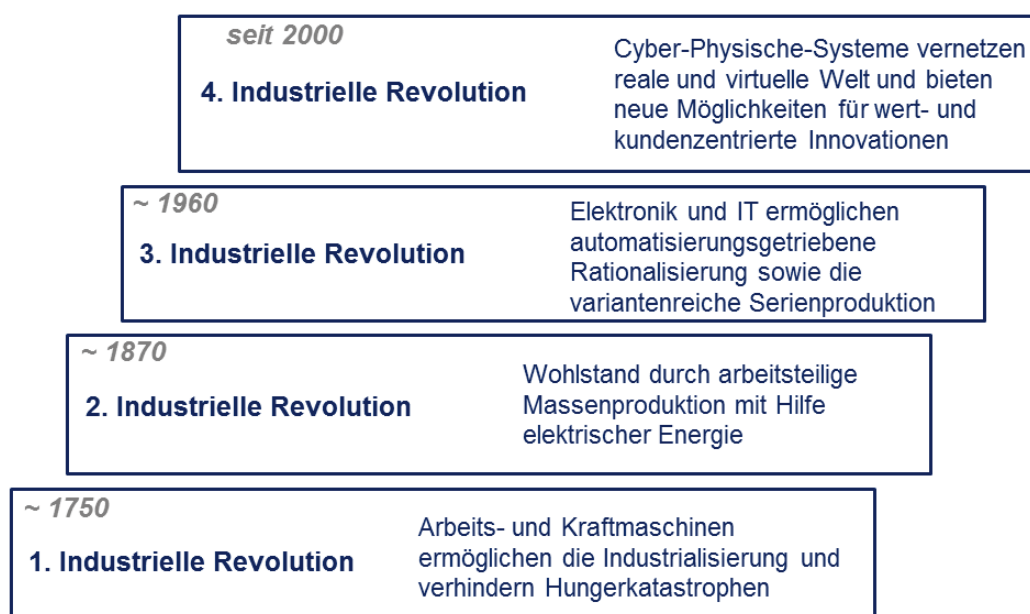 seit 2000
4. Industrielle Revolution
Cyber-Physische-Systeme vernetzen
reale und virtuelle Welt und bieten
neue Möglichkeiten für wert- und
kundenzentrierte Innovationen
~ 1960
3. Industrielle Revolution
Elektronik und IT ermöglichen
automatisierungsgetriebene
Rationalisierung sowie die
variantenreiche Serienproduktion
~ 1870
2. Industrielle Revolution
Wohlstand durch arbeitsteilige
Massenproduktion mit Hilfe
elektrischer Energie
~ 1750
1. Industrielle Revolution
Arbeits- und Kraftmaschinen
ermöglichen die Industrialisierung und
verhindern Hungerkatastrophen